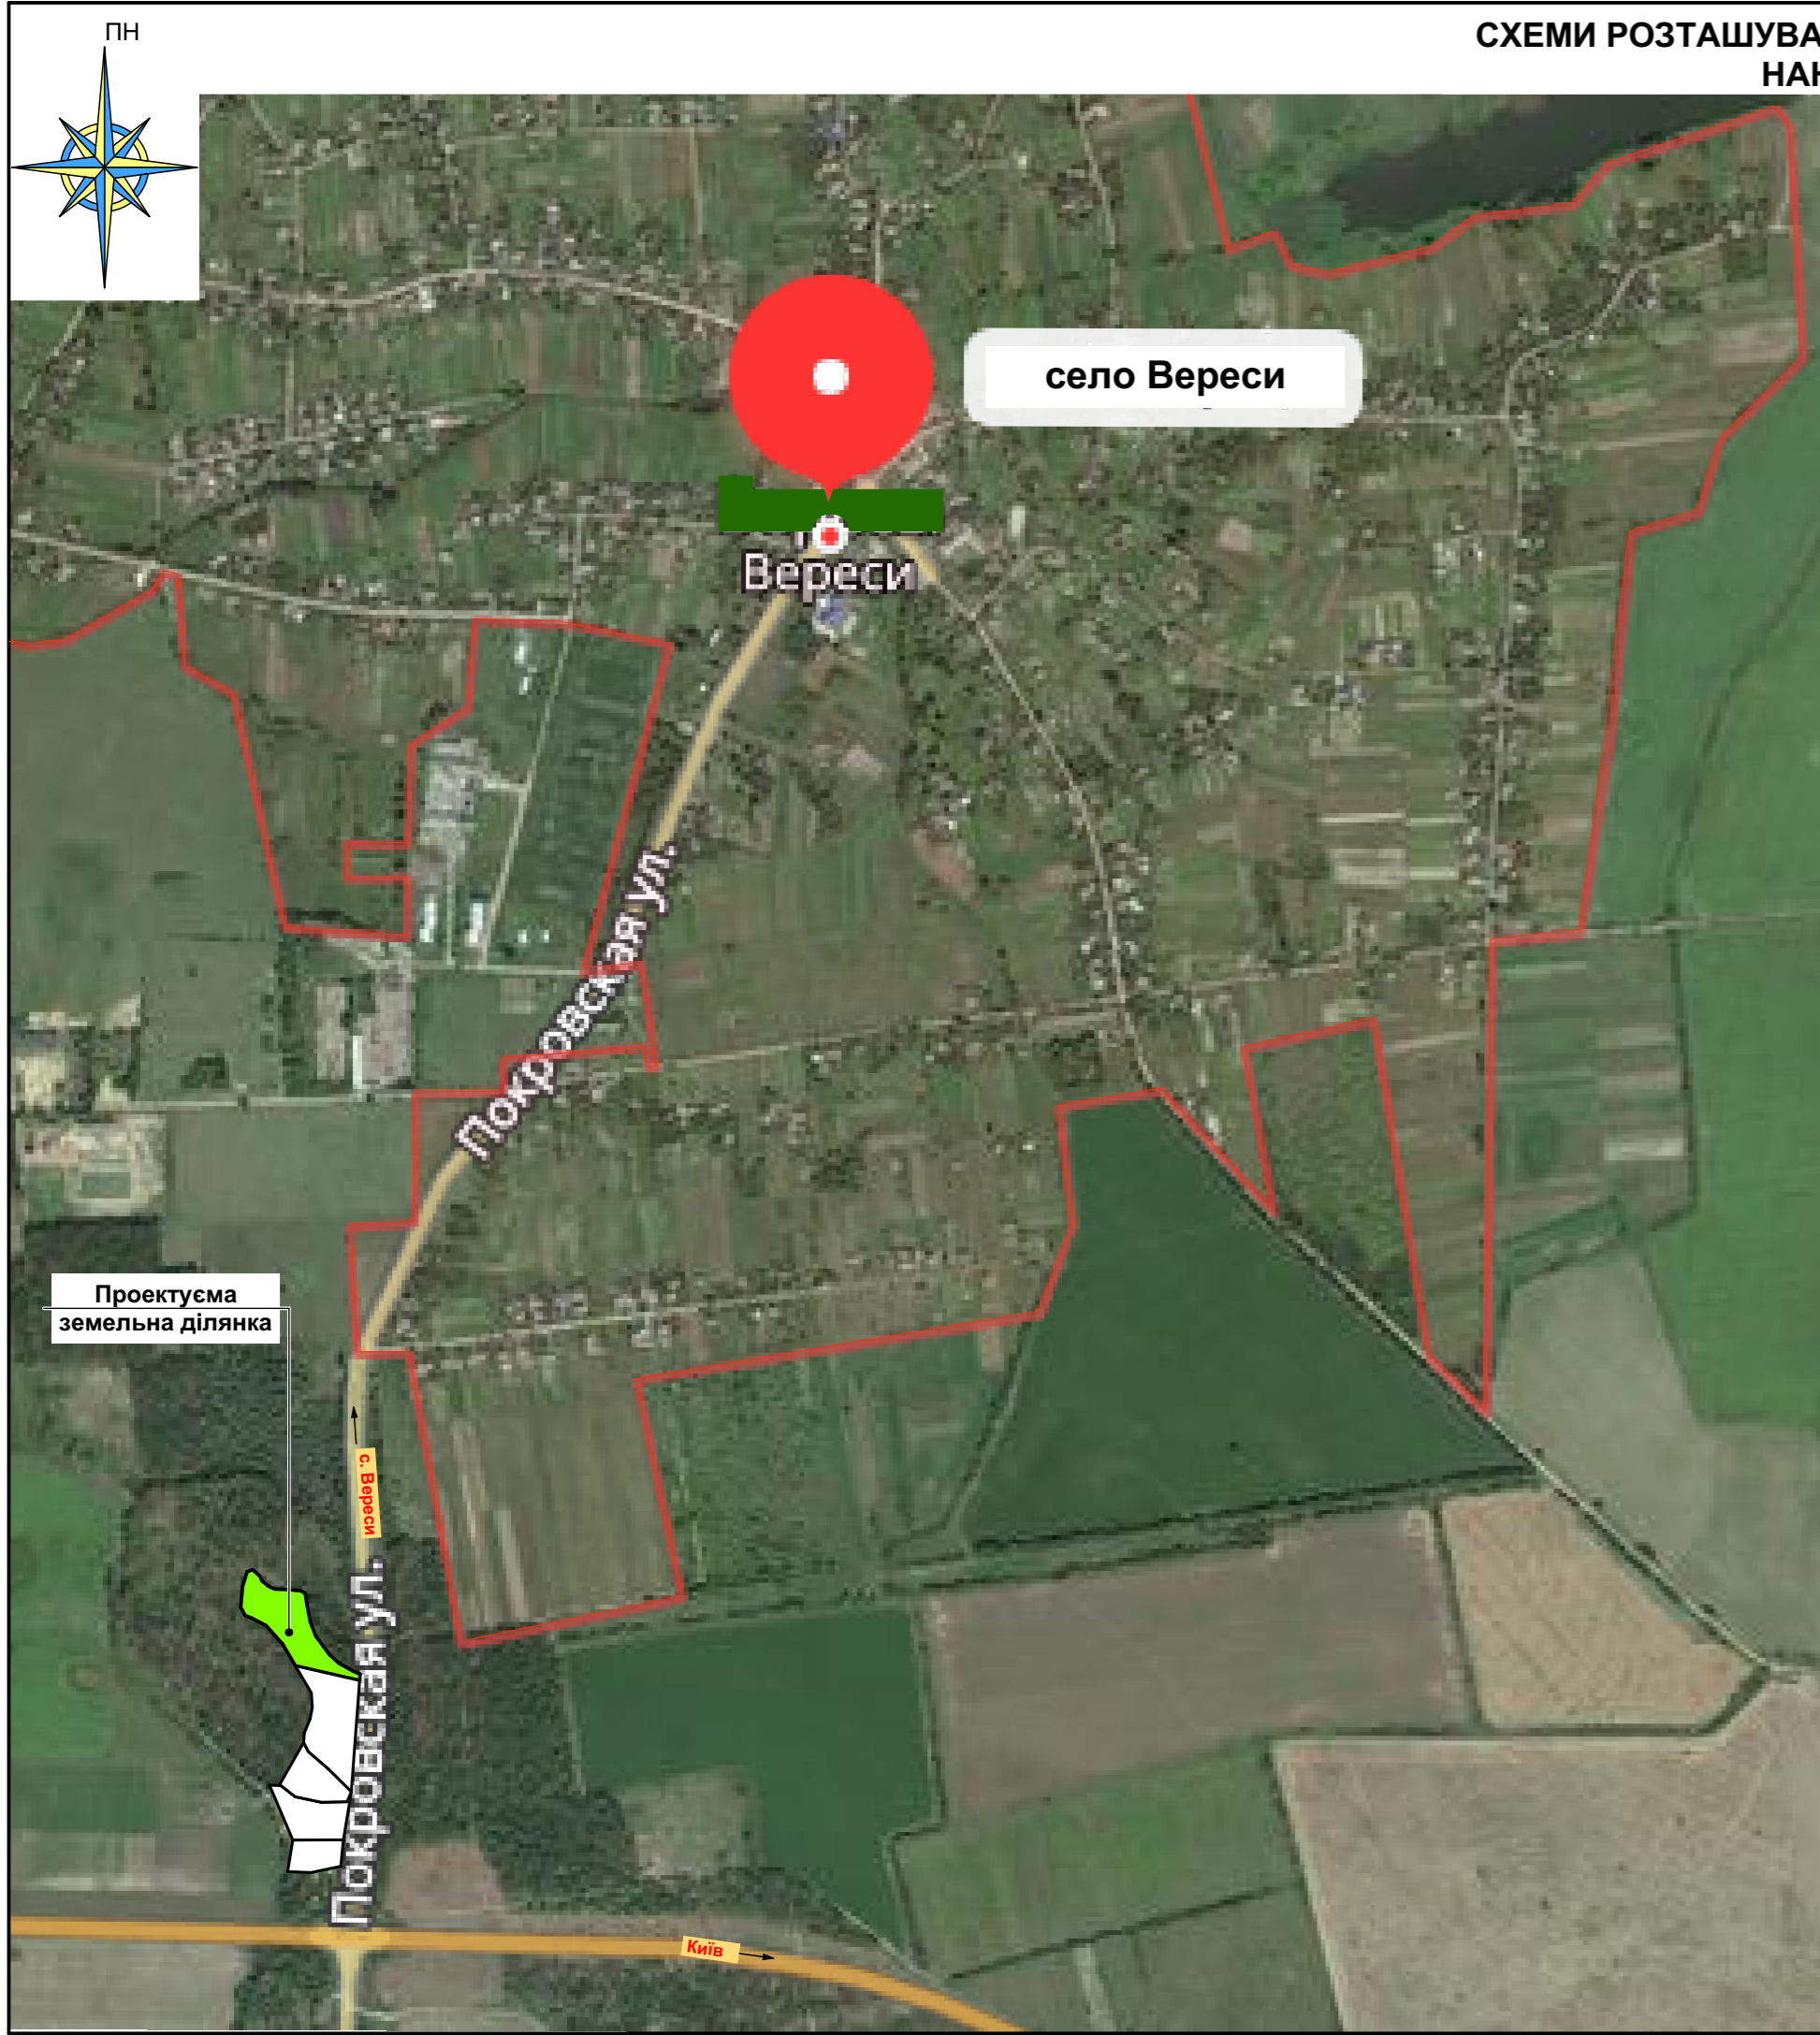 ПН
СХЕМИ РОЗТАШУВА
НАН
село Вереси
Вереси
Покровская ул.
Проектуєма
земельна ділянка
с. Вереси
Покровская ул.
Київ